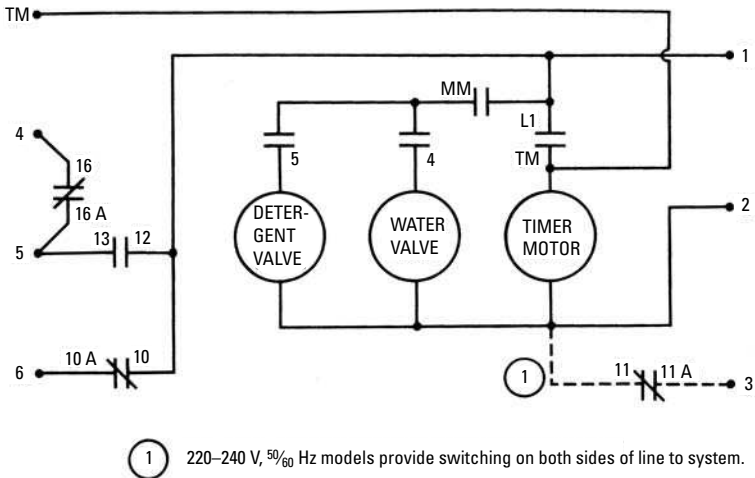 TM
1
MM
L1
4
5
4
TM
16
2
16 A
DETER-
GENT
VALVE
WATER
VALVE
TIMER
MOTOR
13
12
5
10 A
10
6
1
11
11 A
3
1 220–240 V, 50/60 Hz models provide switching on both sides of line to system.